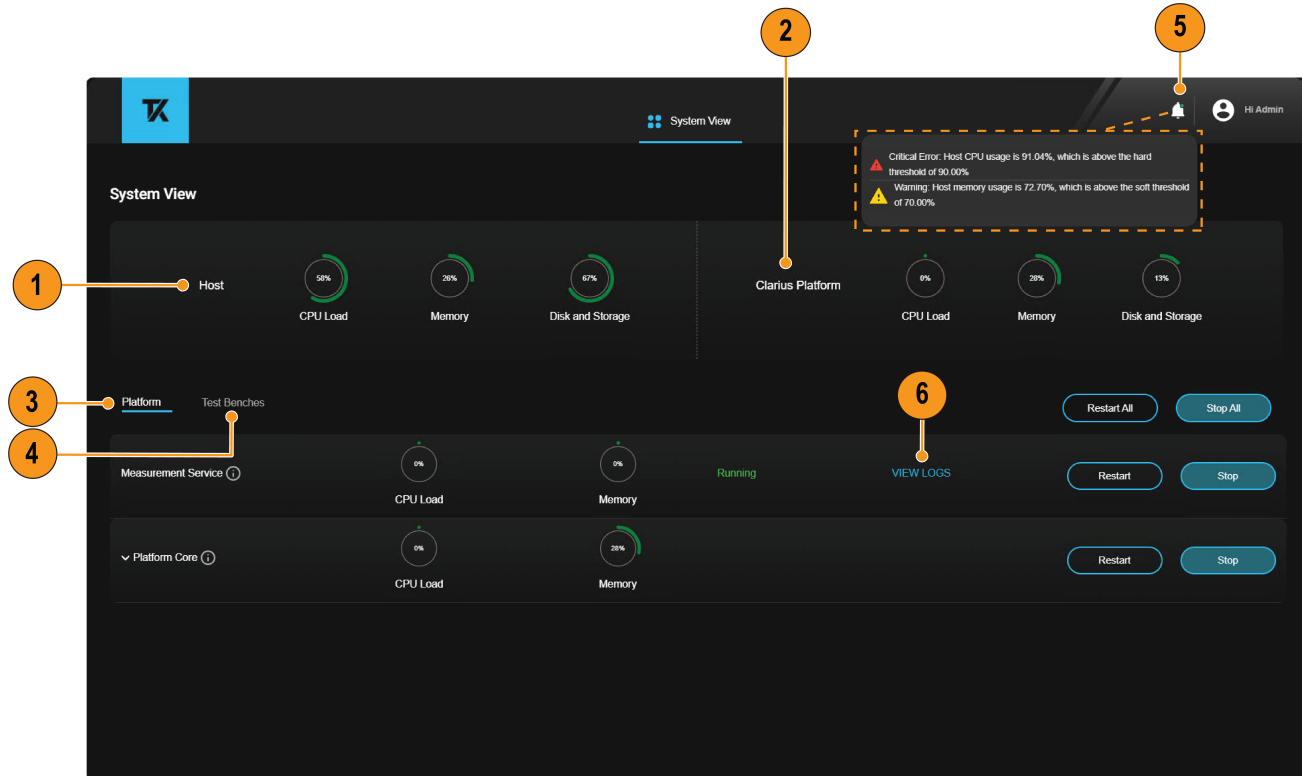 2
5
TK
System View
Hi Admin
Critical Error: Host CPU usage is 91.04%, which is above the hard
threshold of 90.00%
Warning: Host memory usage is 72.70%, which is above the soft threshold
of 70.00%
System View
1
Host
58%
CPU Load
26%
Memory
67%
Disk and Storage
Clarius Platform
0%
CPU Load
28%
Memory
13%
Disk and Storage
3
Platform
Test Benches
4
6
Restart All
Stop All
Measurement Service
0%
CPU Load
0%
Memory
Running
VIEW LOGS
Restart
Stop
Platform Core
0%
CPU Load
28%
Memory
Restart
Stop